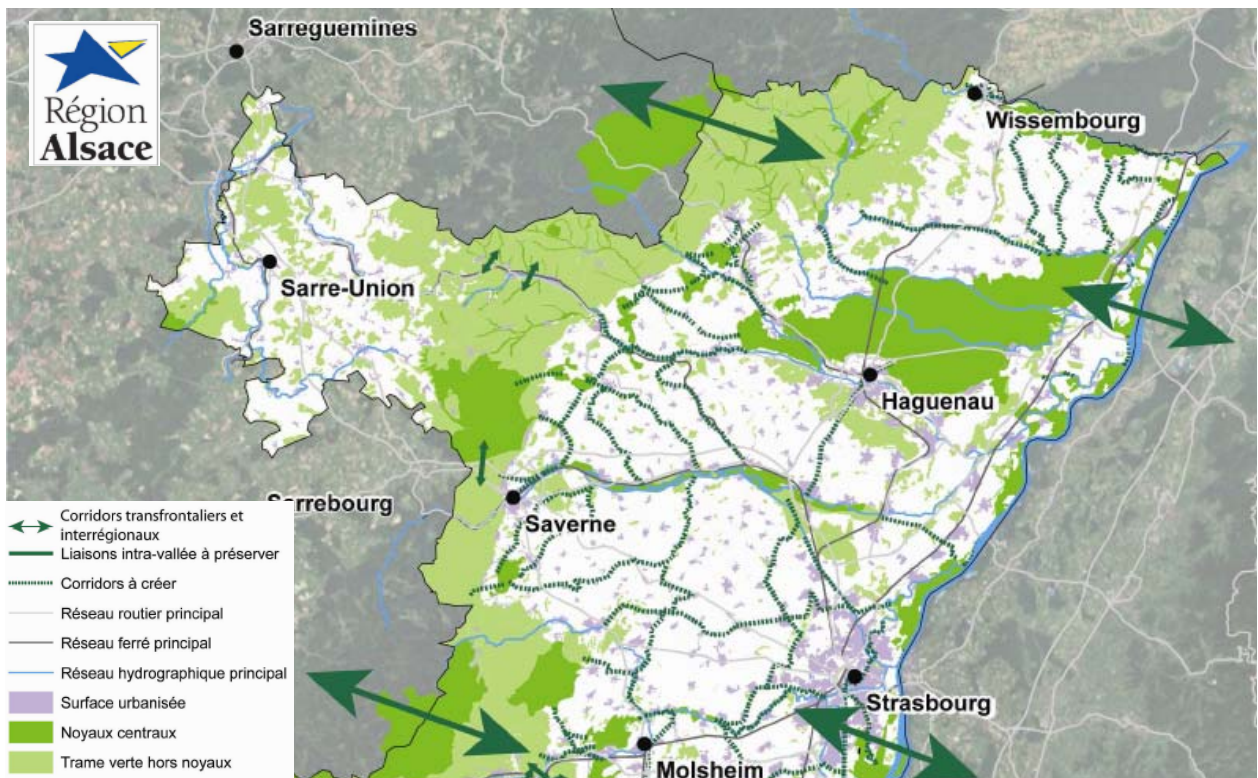 Région
Alsace
Sarreguemines
Wissembourg
Sarre-Union
Haguenau
Sarrebourg
Saverne
Strasbourg
Molsheim
Corridors transfrontaliers et
interrégionaux
Liaisons intra-vallée à préserver
Corridors à créer
Réseau routier principal
Réseau ferré principal
Réseau hydrographique principal
Surface urbanisée
Noyaux centraux
Trame verte hors noyaux